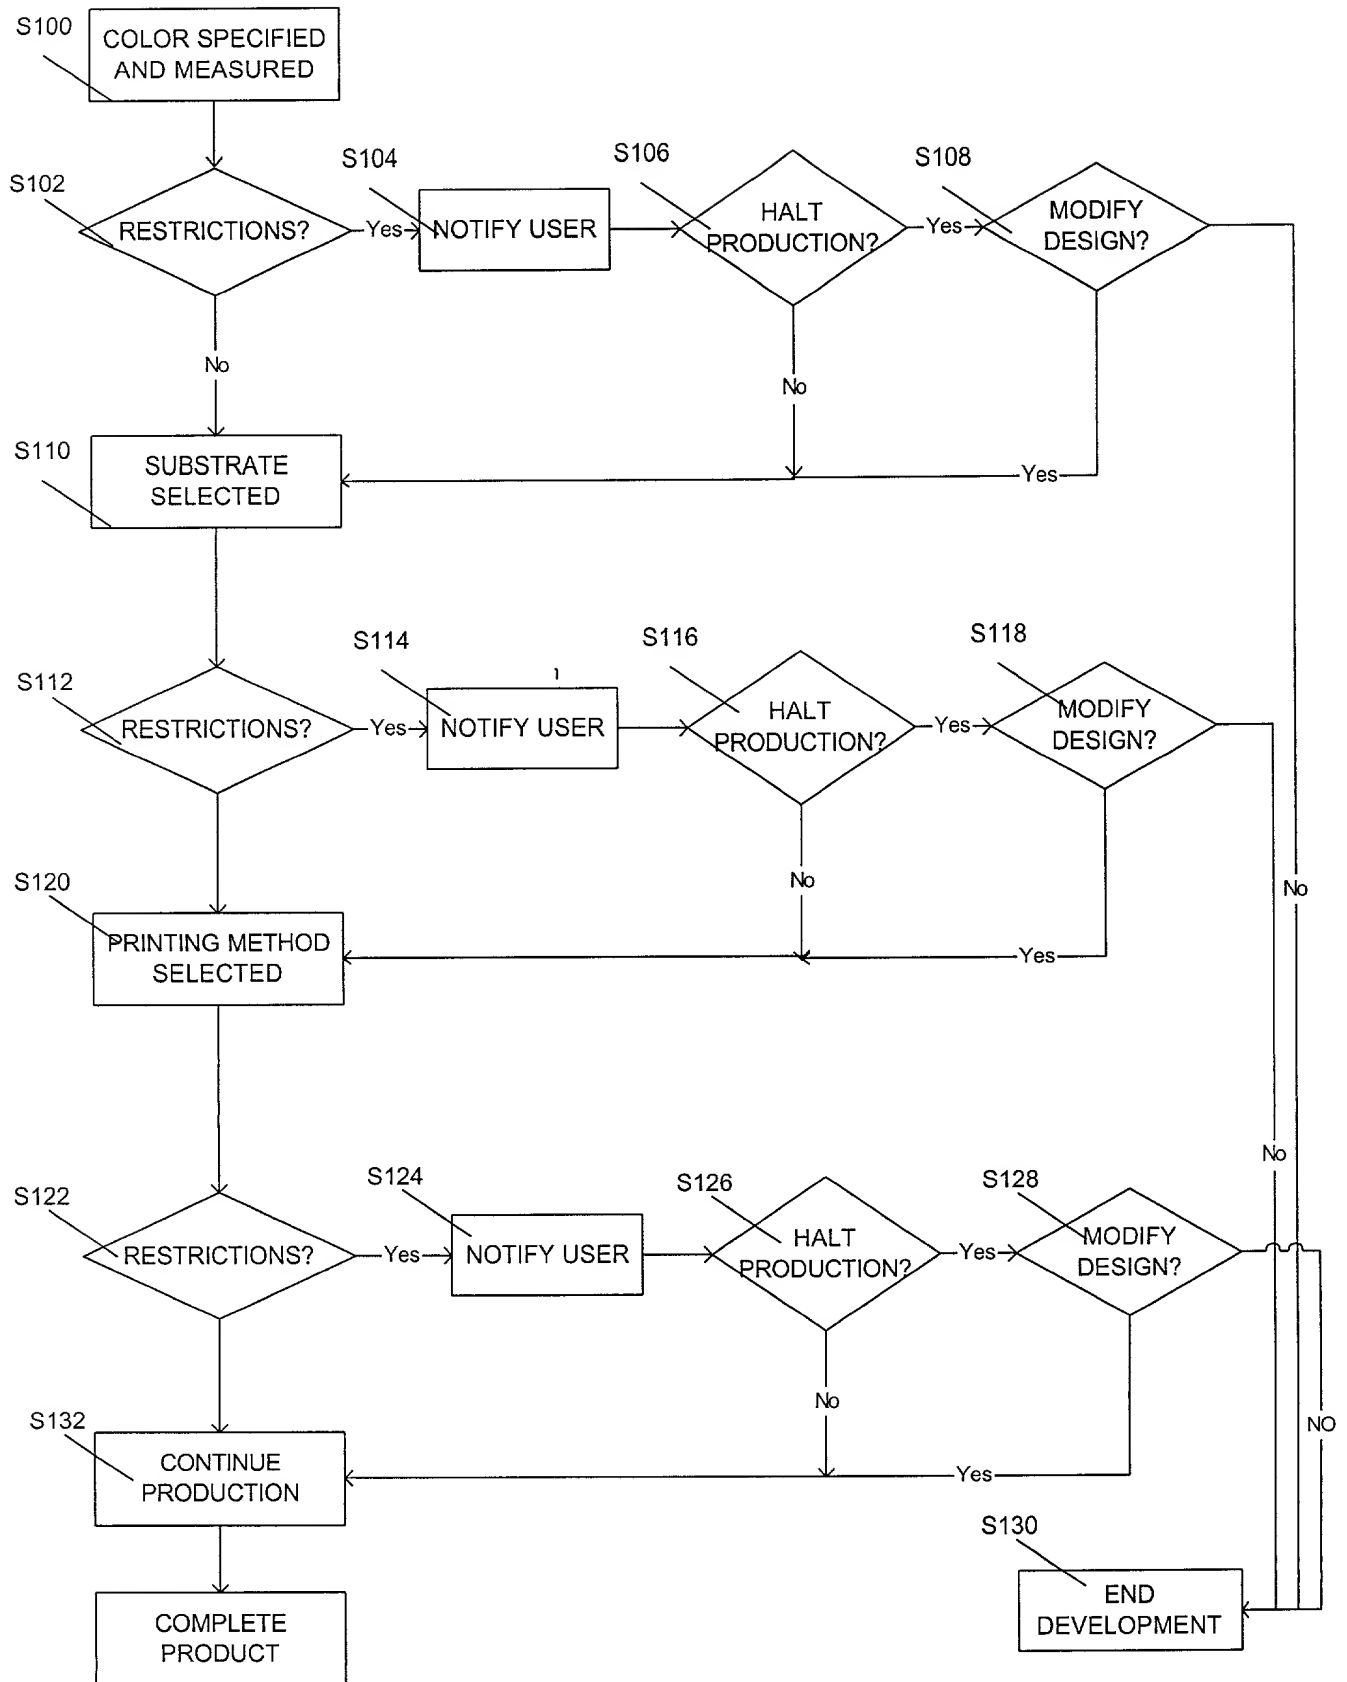 S100
COLOR SPECIFIED
AND MEASURED
S102
RESTRICTIONS?
Yes
S104
NOTIFY USER
S106
HALT
PRODUCTION?
Yes
S108
MODIFY
DESIGN?
No
No
Yes
S110
SUBSTRATE
SELECTED
S112
RESTRICTIONS?
Yes
S114
NOTIFY USER
S116
HALT
PRODUCTION?
Yes
S118
MODIFY
DESIGN?
No
No
Yes
S120
PRINTING METHOD
SELECTED
No
S122
RESTRICTIONS?
Yes
S124
NOTIFY USER
S126
HALT
PRODUCTION?
Yes
S128
MODIFY
DESIGN?
No
NO
Yes
S132
CONTINUE
PRODUCTION
S130
END
DEVELOPMENT
COMPLETE
PRODUCT